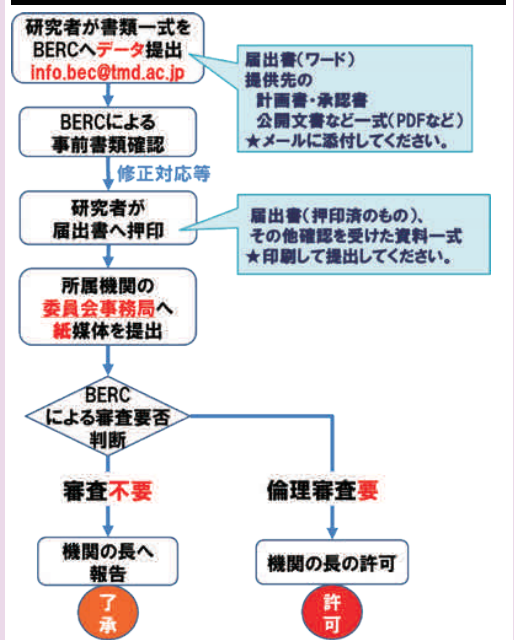 研究者が書類一式を
BERCへデータ提出
info.bec@tmd.ac.jp
届出書(ワード)
提供先の
計画書・承認書
公開文書など一式(PDFなど)
★メールに添付してください。
BERCによる
事前書類確認
修正対応等
研究者が
届出書へ押印
届出書(押印済のもの)、
その他確認を受けた資料一式
★印刷して提出してください。
所属機関の
委員会事務局へ
紙媒体を提出
BERC
による審査要否
判断
審査不要
倫理審査要
機関の長へ
報告
機関の長の許可
了
承
許
可